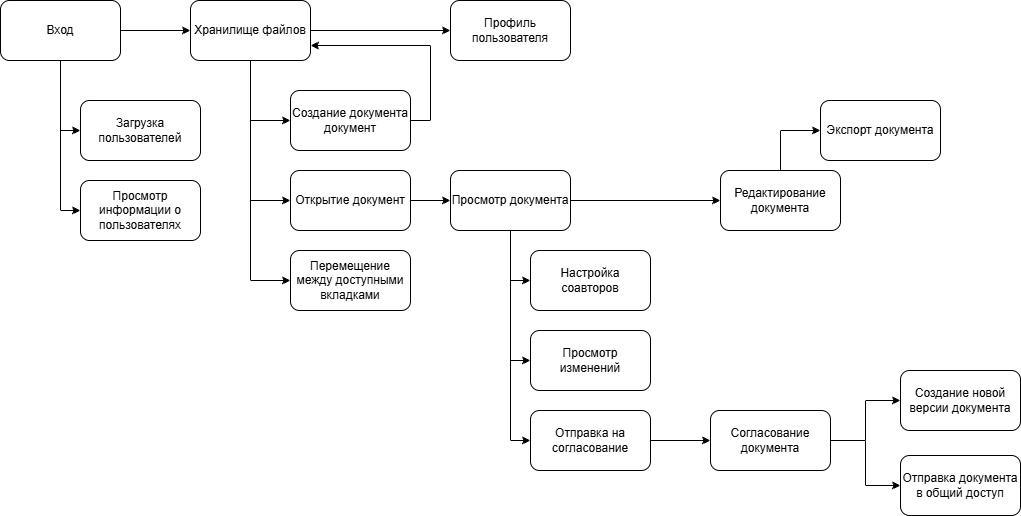 Вход
Хранилище файлов
Профиль
пользователя
Загрузка
пользователей
Создание документа
документ
Экспорт документа
Просмотр
информации о
пользователях
Открытие документ
Просмотр документа
Редактирование
документа
Перемещение
между доступными
вкладками
Настройка
соавторов
Просмотр
изменений
Отправка на
согласование
Согласование
документа
Создание новой
версии документа
Отправка документа
в общий доступ